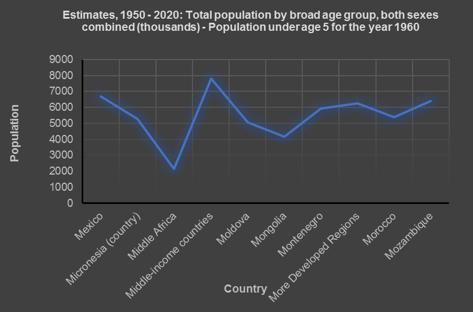 Estimates, 1950 - 2020: Total population by broad age group, both sexes
combined (thousands) - Population under age 5 for the year 1960
9000
8000
7000
6000
5000
4000
3000
2000
1000
0
Population
Mexico
Micronesia (country)
Middle Africa
Middle-income countries
Moldova
Mongolia
Montenegro
More Developed Regions
Morocco
Mozambique
Country